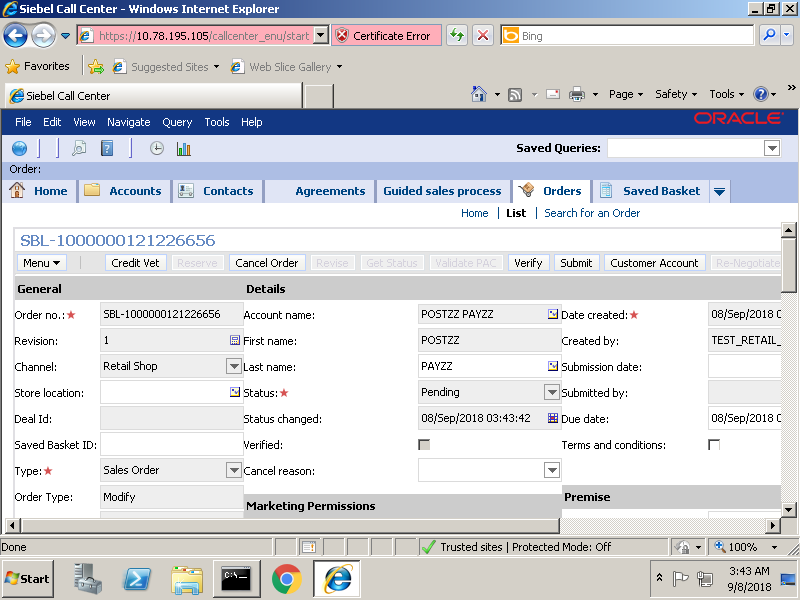 Siebel Call Center - Windows Internet Explorer
https://10.78.195.105/callcenter_enu/start
Certificate Error
Bing
Favorites
Suggested Sites
Web Slice Gallery
Siebel Call Center
Page
Safety
Tools
File Edit View Navigate Query Tools Help
ORACLE
Saved Queries:
Order:
Home Accounts Contacts Agreements Guided sales process Orders Saved Basket
Home | List | Search for an Order
SBL-1000000121226656
Menu Credit Vet Reserve Cancel Order Revise Get Status Validate PAC Verify Submit Customer Account Re-Negotiate
General Details
Order no.:* SBL-1000000121226656 Account name: POSTZZ PAYZZ Date created:* 08/Sep/2018
Revision: 1 First name: POSTZZ Created by: TEST_RETAIL_
Channel: Retail Shop Last name: PAYZZ Submission date:
Store location: Status:* Pending Submitted by:
Deal Id: Status changed: 08/Sep/2018 03:43:42 Due date: 08/Sep/2018
Saved Basket ID: Verified: Terms and conditions:
Type:* Sales Order Cancel reason:
Order Type: Modify Marketing Permissions Premise
Done
Trusted sites | Protected Mode: Off
100%
Start
C:\
3:43 AM
9/8/2018